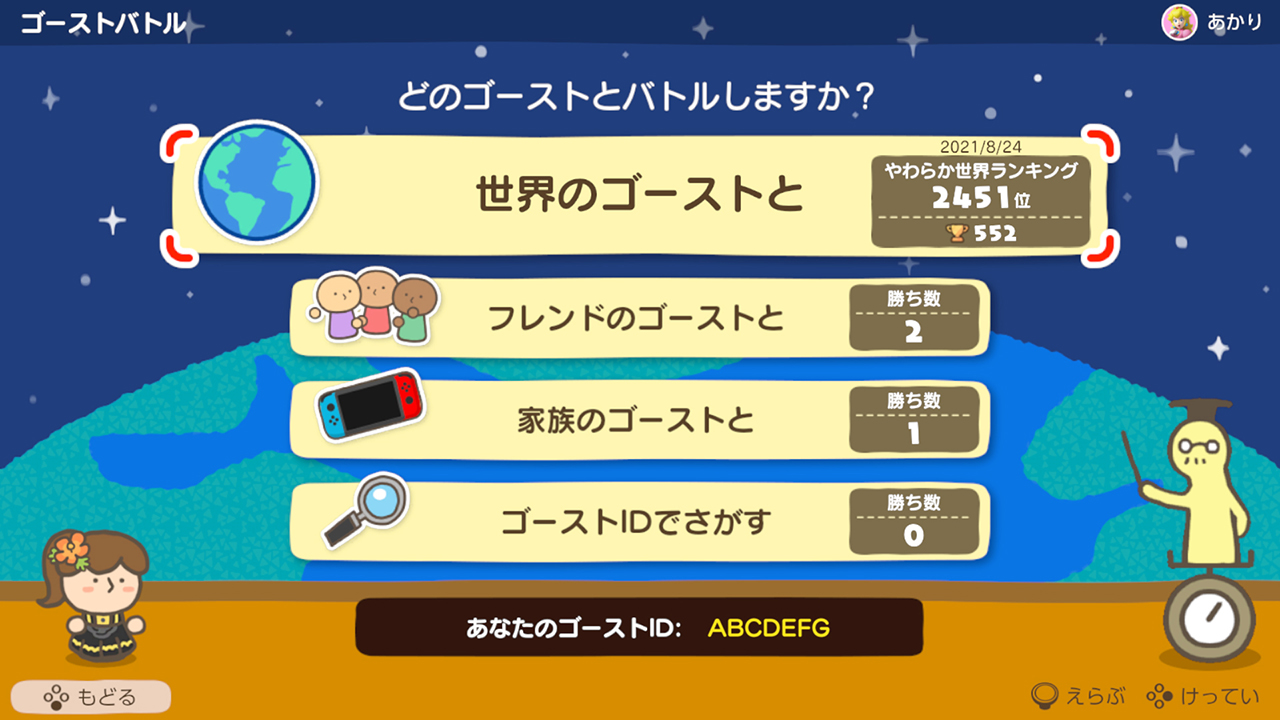 ゴーストバトル
あかり
どのゴーストとバトルしますか？
世界のゴーストと
2021/8/24
やわらか世界ランキング
2451位
552
フレンドのゴーストと
勝ち数
2
家族のゴーストと
勝ち数
1
ゴーストIDでさがす
勝ち数
0
あなたのゴーストID: ABCDEFG
もどる
えらぶ けってい